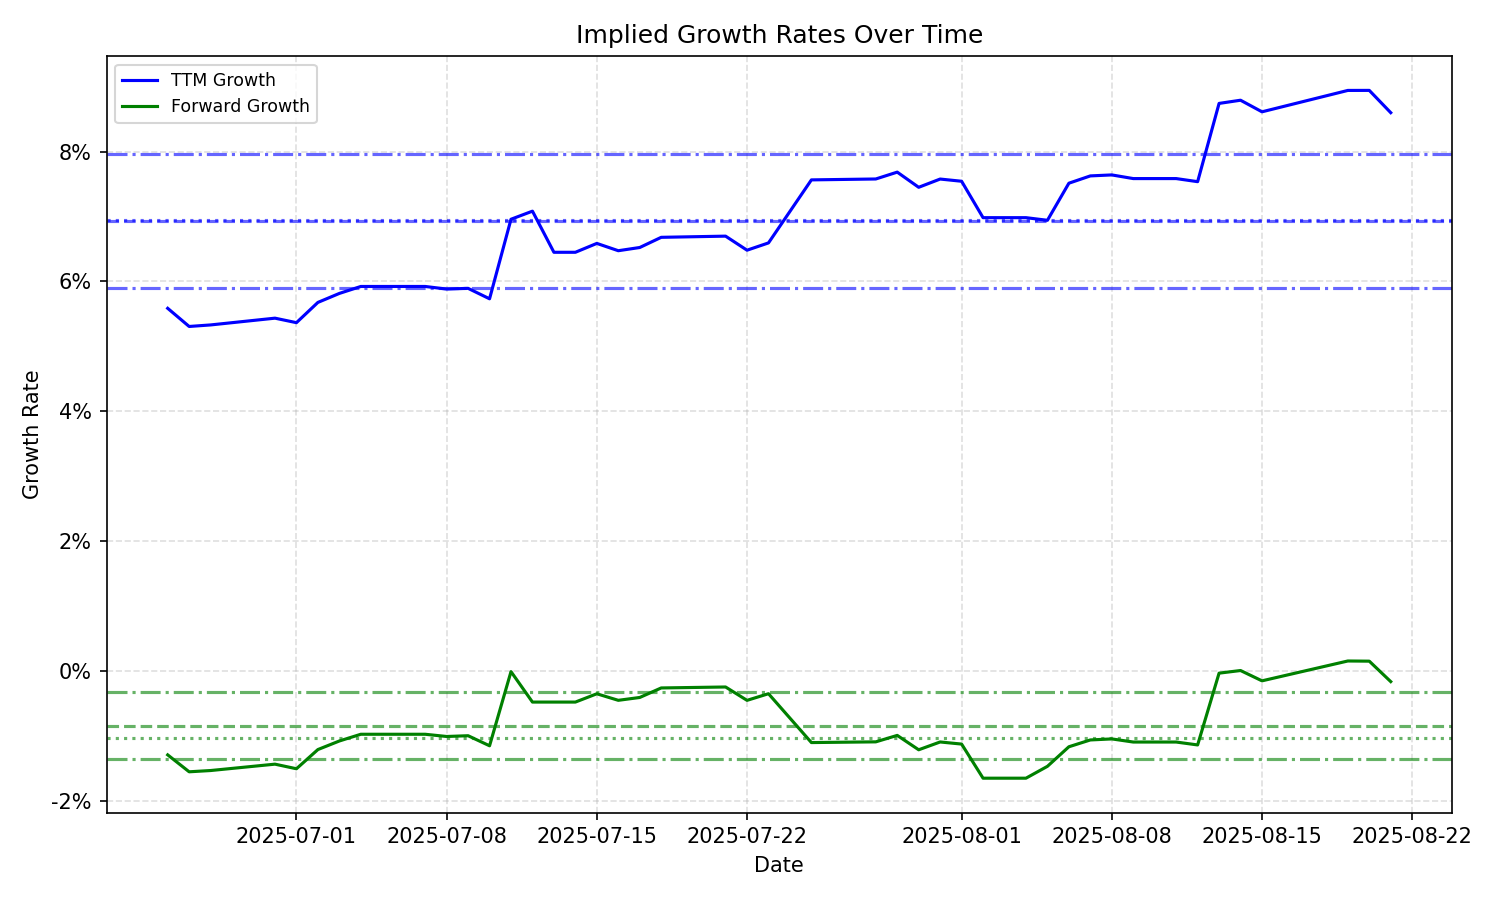 Implied Growth Rates Over Time
TTM Growth
Forward Growth
Growth Rate
8%
6%
4%
2%
0%
-2%
2025-07-01 2025-07-08 2025-07-15 2025-07-22 2025-08-01 2025-08-08 2025-08-15 2025-08-22
Date